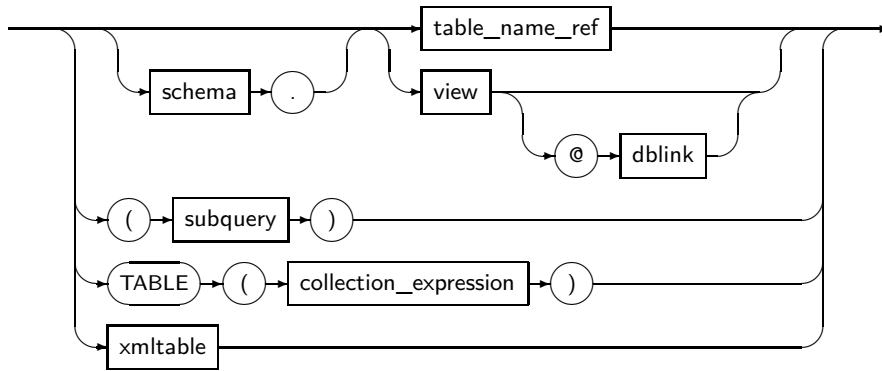 table_name_ref
schema .
view
@ dblink
( subquery )
TABLE ( collection_expression )
xmltable